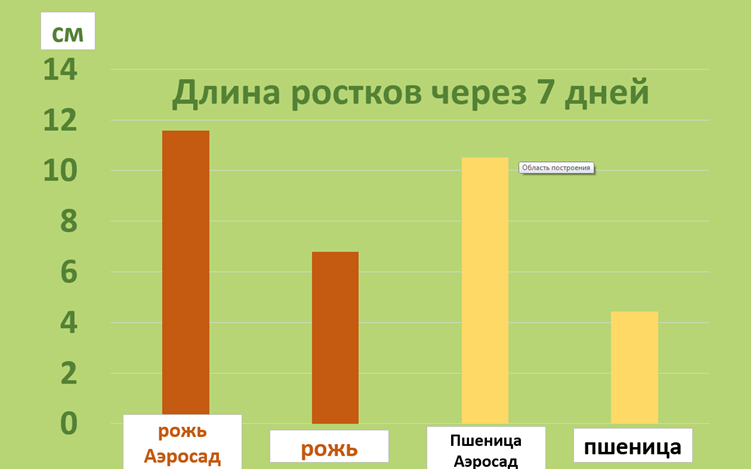 см
Длина ростков через 7 дней
14
12
10
8
6
4
2
0
Область построения
рожь
Аэросад
рожь
Пшеница
Аэросад
пшеница